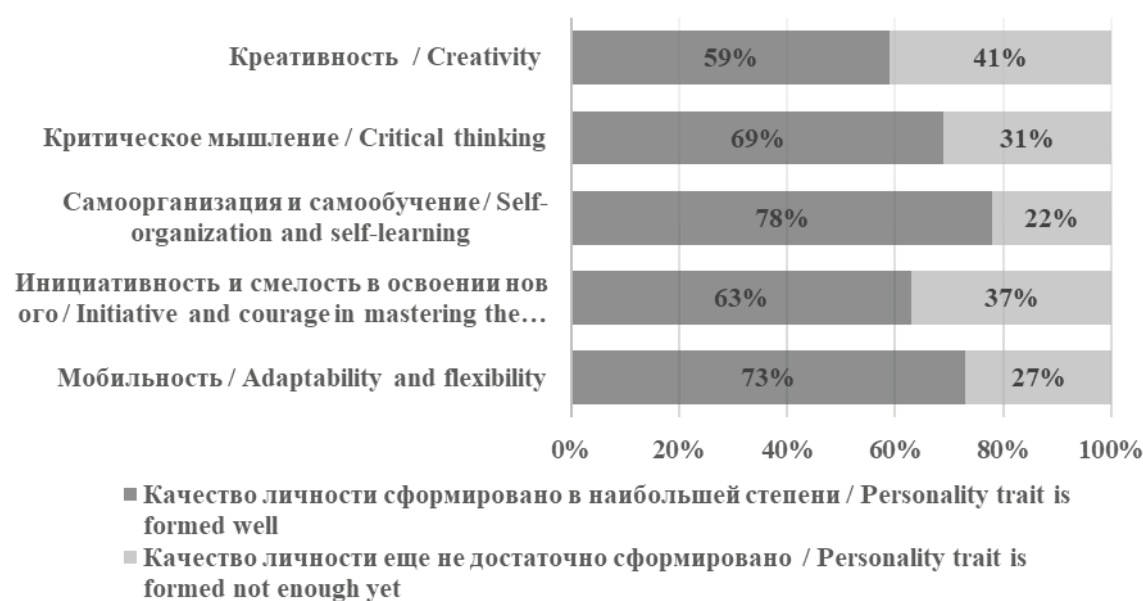 Креативность / Creativity
59%
41%
Критическое мышление / Critical thinking
69%
31%
Самоорганизация и самообучение / Self-
organization and self-learning
78%
22%
Инициативность и смелость в освоении нов
ого / Initiative and courage in mastering the…
63%
37%
Мобильность / Adaptability and flexibility
73%
27%
0% 20% 40% 60% 80% 100%
Качество личности сформировано в наибольшей степени / Personality trait is
formed well
Качество личности еще не достаточно сформировано / Personality trait is
formed not enough yet